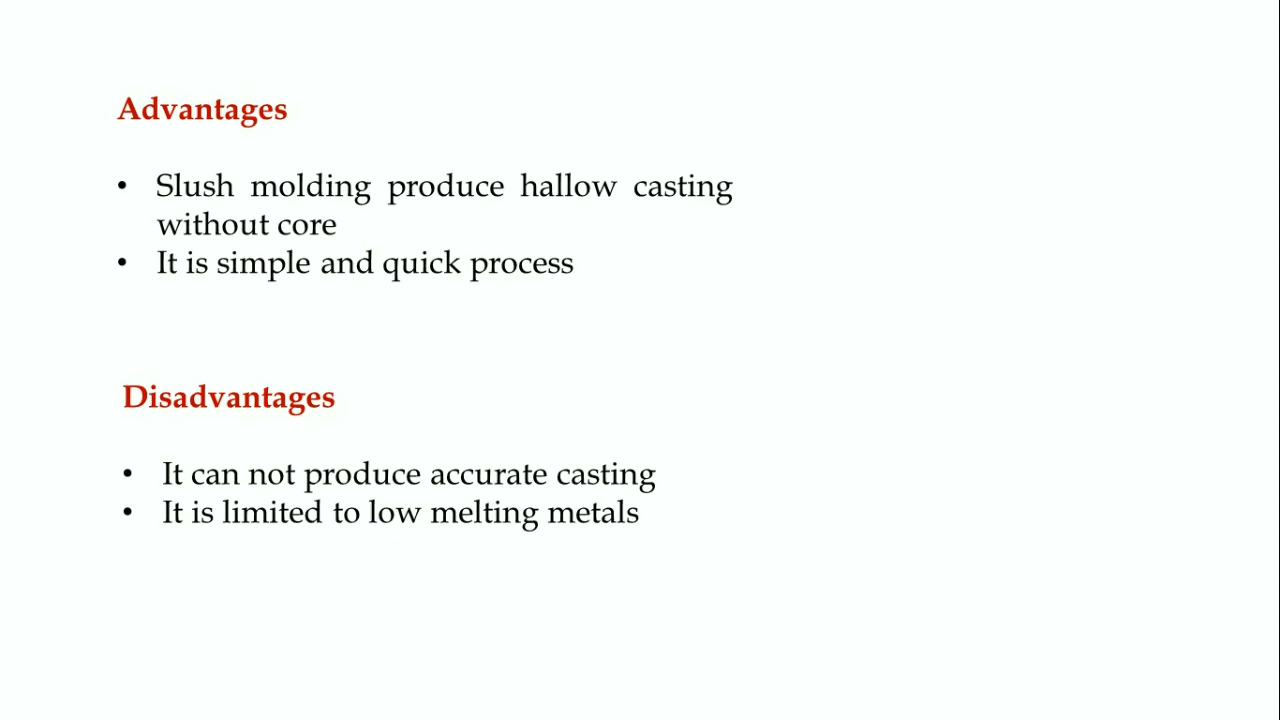 Advantages
• Slush molding produce hallow casting
without core
• It is simple and quick process
Disadvantages
• It can not produce accurate casting
• It is limited to low melting metals